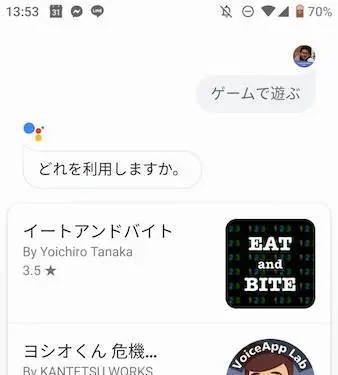 13:53 31 LINE 70%
ゲームで遊ぶ
どれを利用しますか。
イートアンドバイト
By Yoichiro Tanaka
3.5 ★
EAT
and
BITE
ヨシオくん 危機...
By KANTETSU WORKS
VoiceApp Lab